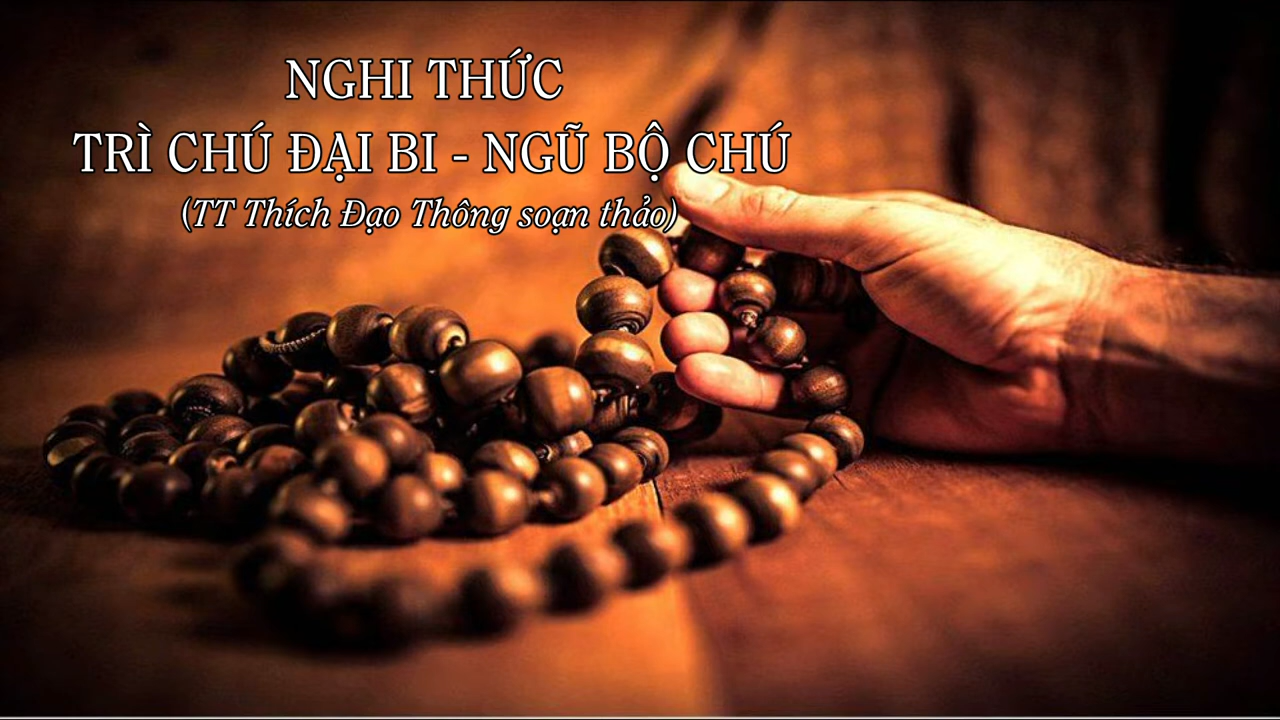 NGHI THỨC
TRÌ CHÚ ĐẠI BI - NGŨ BỘ CHÚ
(TT Thích Đạo Thông soạn thảo)